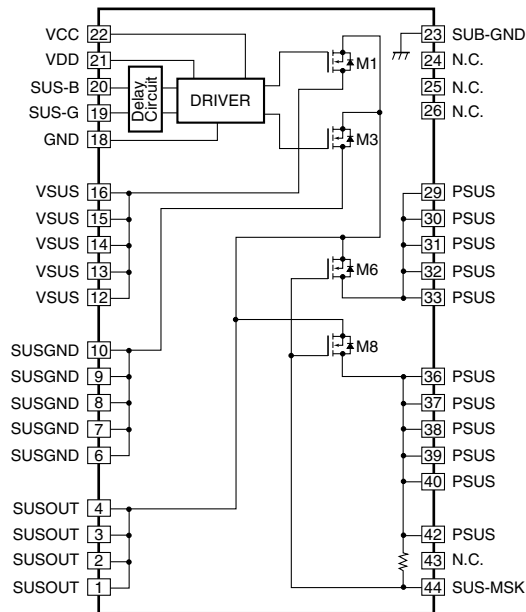 VCC 22
VDD 21
SUS-B 20
SUS-G 19
GND 18
VSUS 16
VSUS 15
VSUS 14
VSUS 13
VSUS 12
SUSGND 10
SUSGND 9
SUSGND 8
SUSGND 7
SUSGND 6
SUSOUT 4
SUSOUT 3
SUSOUT 2
SUSOUT 1
Delay
Circuit
DRIVER
M1
M3
M6
M8
23 SUB-GND
24 N.C.
25 N.C.
26 N.C.
29 PSUS
30 PSUS
31 PSUS
32 PSUS
33 PSUS
36 PSUS
37 PSUS
38 PSUS
39 PSUS
40 PSUS
42 PSUS
43 N.C.
44 SUS-MSK